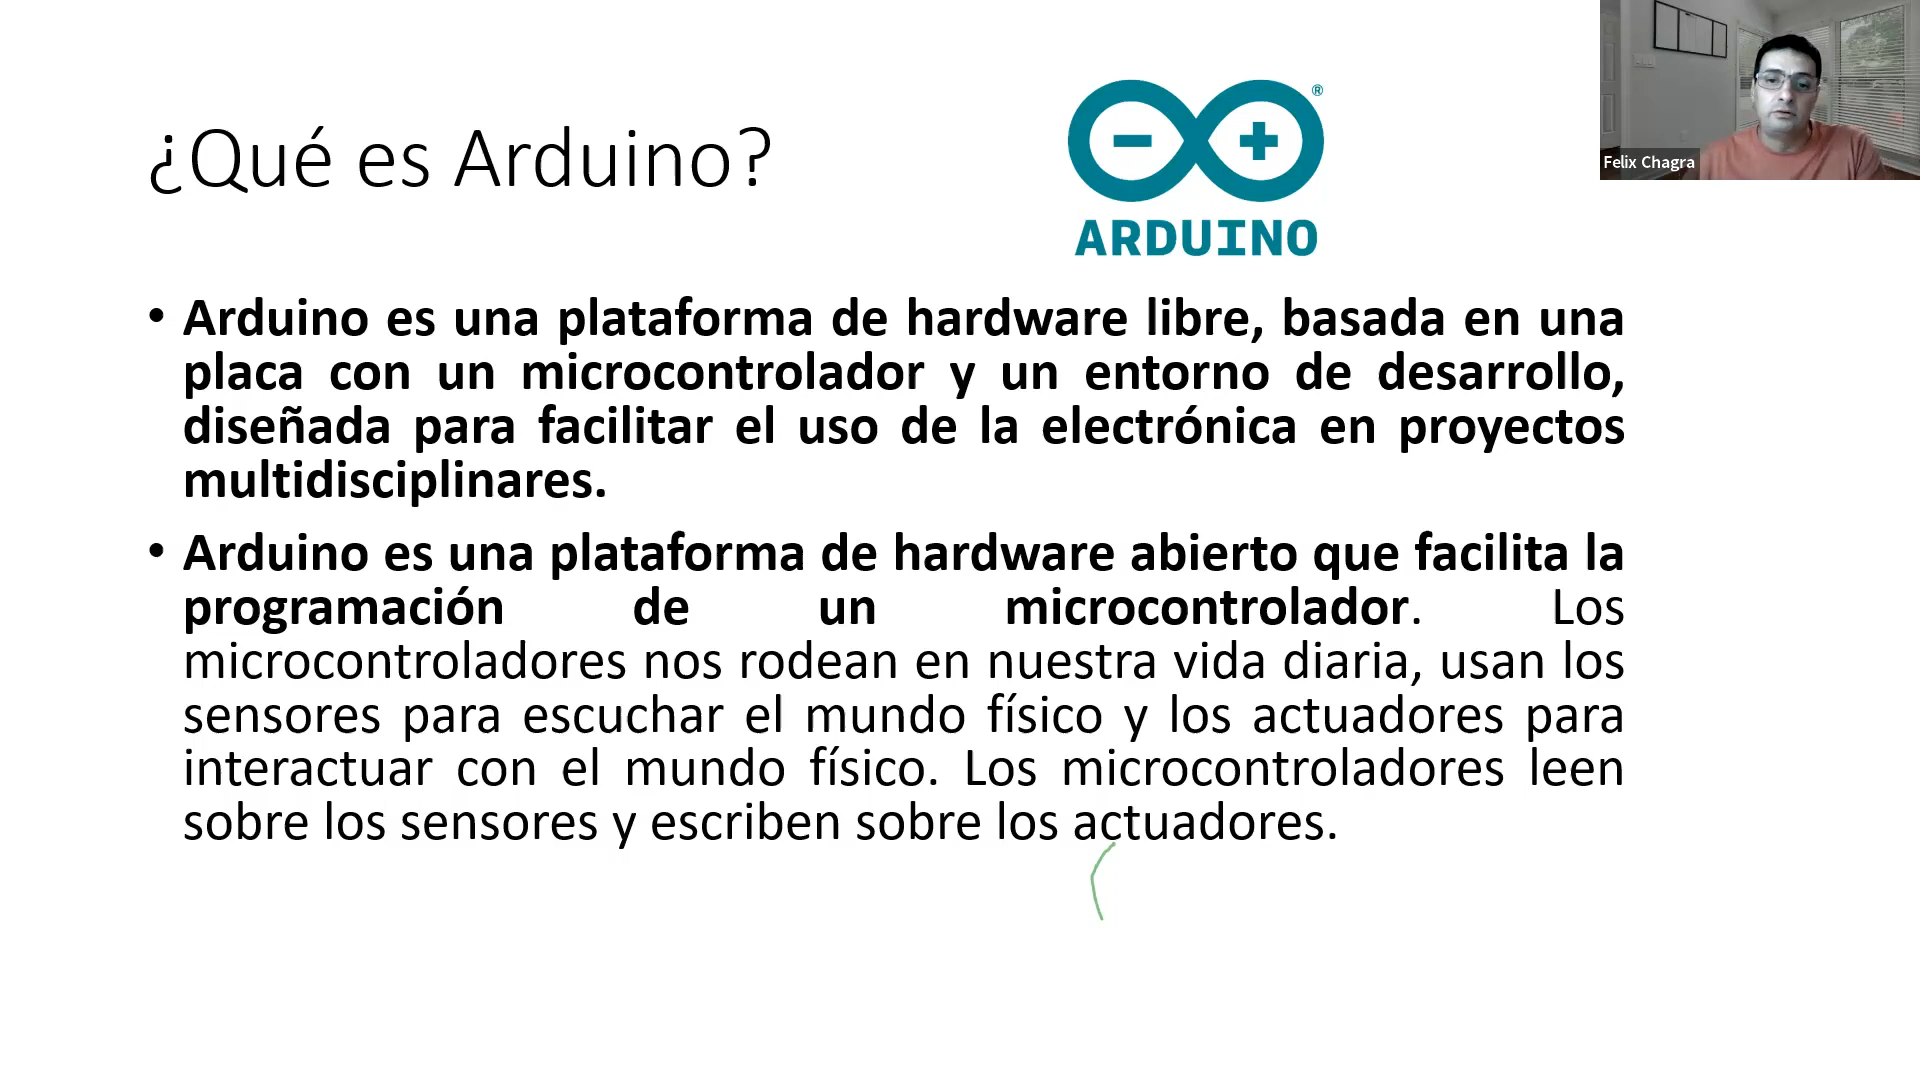 ¿Qué es Arduino?
®
ARDUINO
Felix Chagra
• Arduino es una plataforma de hardware libre, basada en una
placa con un microcontrolador y un entorno de desarrollo,
diseñada para facilitar el uso de la electrónica en proyectos
multidisciplinares.
• Arduino es una plataforma de hardware abierto que facilita la
programación de un microcontrolador. Los
microcontroladores nos rodean en nuestra vida diaria, usan los
sensores para escuchar el mundo físico y los actuadores para
interactuar con el mundo físico. Los microcontroladores leen
sobre los sensores y escriben sobre los actuadores.